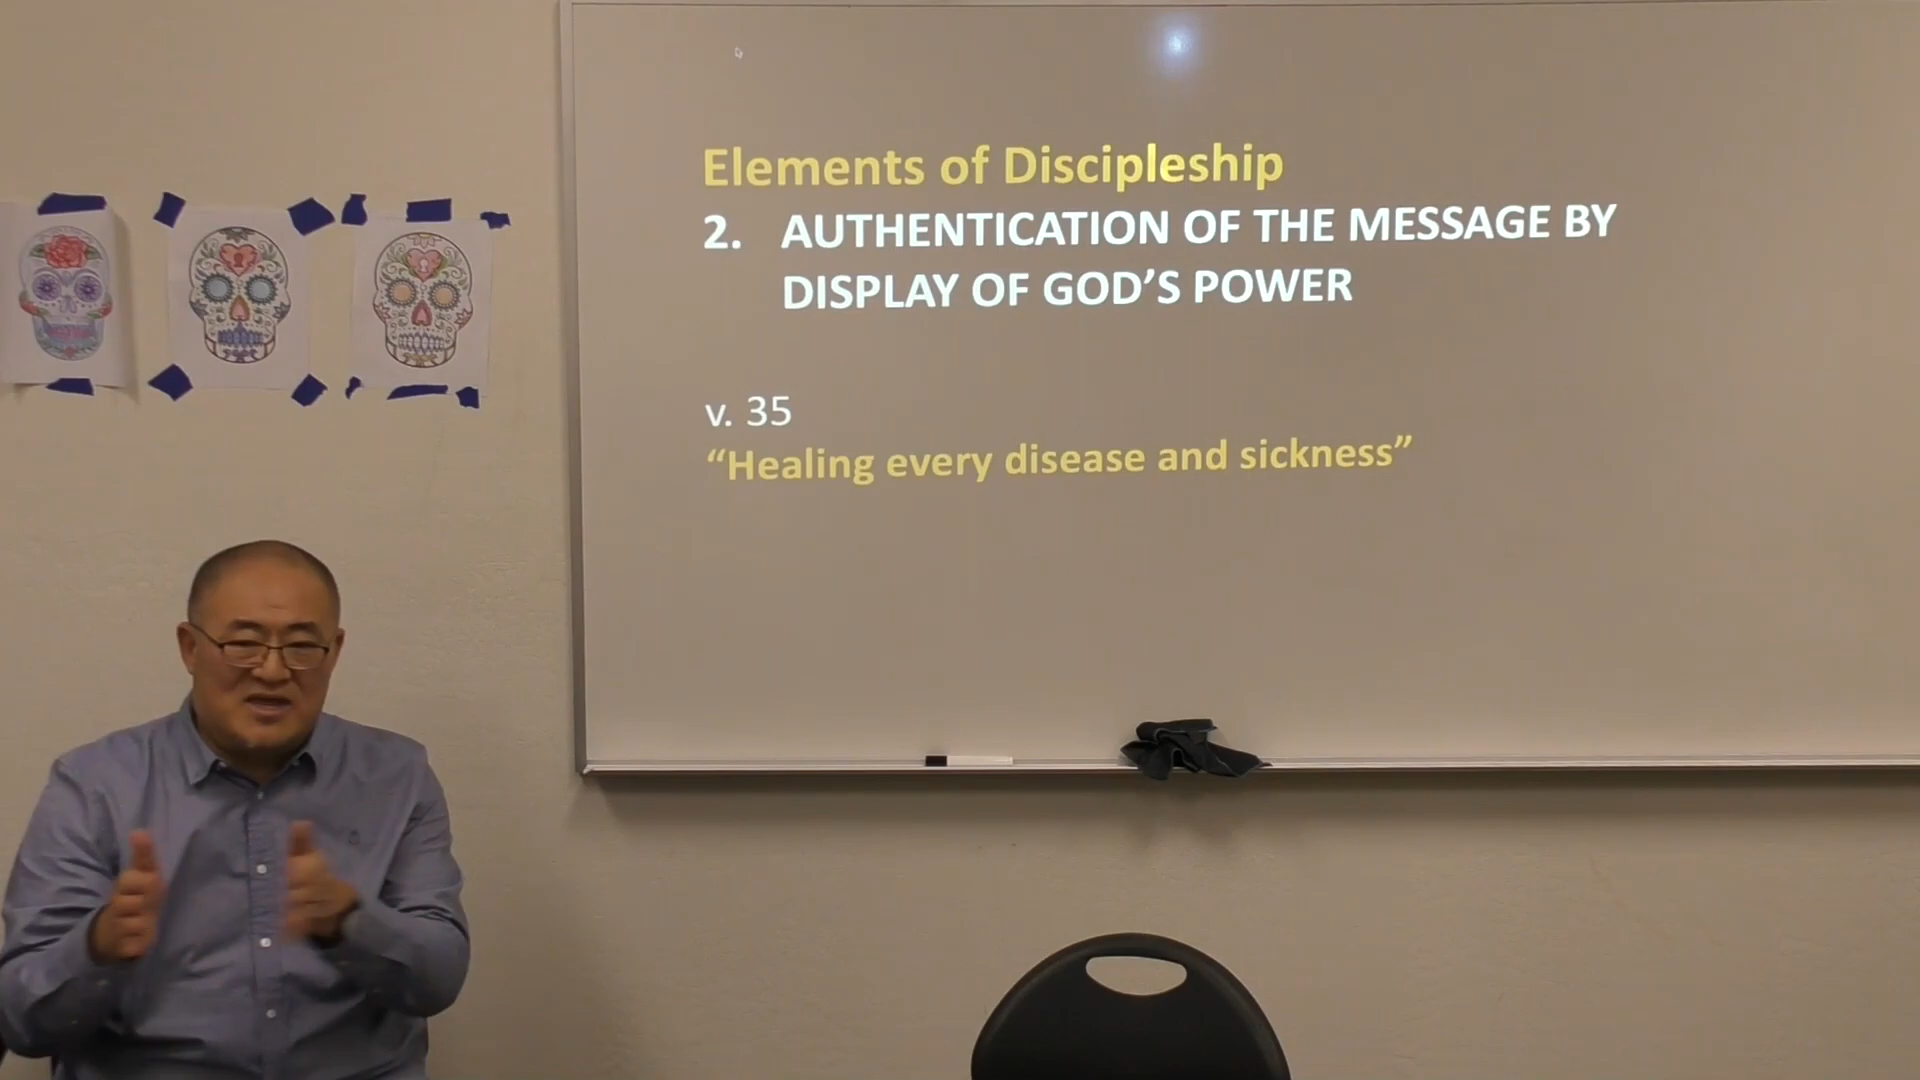 Elements of Discipleship
2. AUTHENTICATION OF THE MESSAGE BY
DISPLAY OF GOD’S POWER
v. 35
“Healing every disease and sickness”